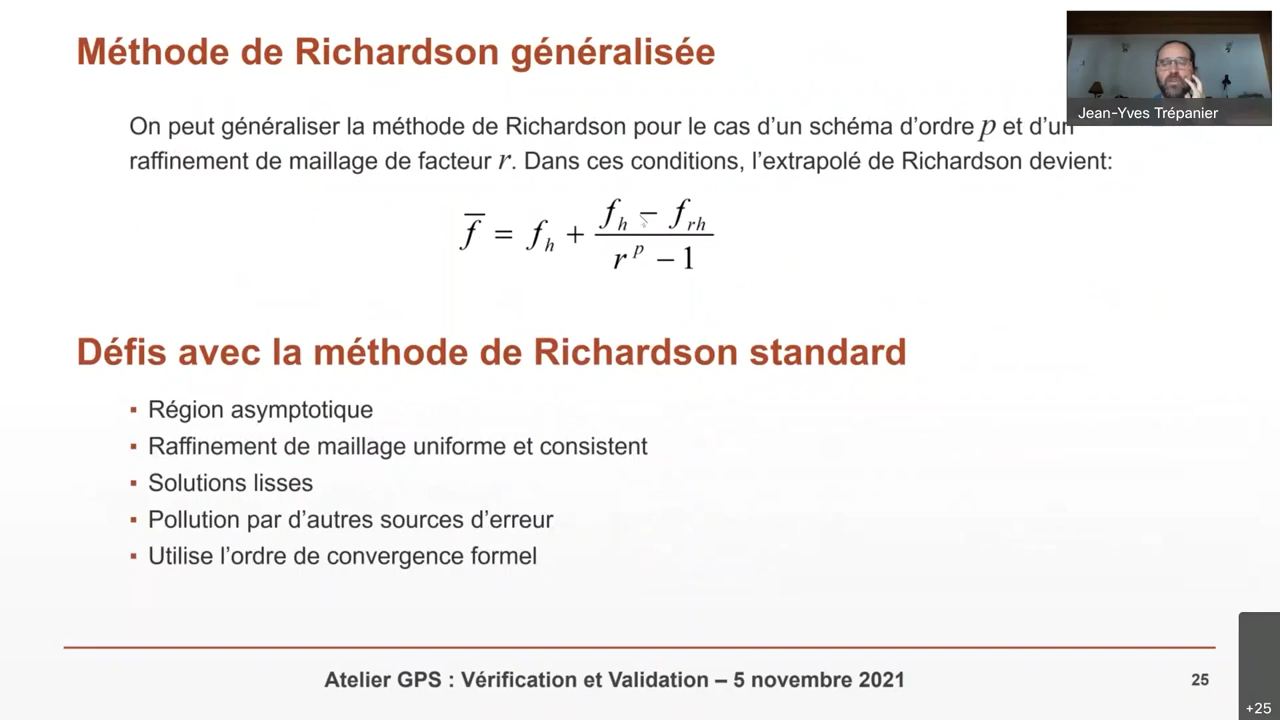 Méthode de Richardson généralisée
Jean-Yves Trépanier
On peut généraliser la méthode de Richardson pour le cas d'un schéma d'ordre p et d'un
raffinement de maillage de facteur r. Dans ces conditions, l'extrapolé de Richardson devient:
f̅ = f_h + (f_h − f_rh) / (r^p − 1)
Défis avec la méthode de Richardson standard
▪ Région asymptotique
▪ Raffinement de maillage uniforme et consistent
▪ Solutions lisses
▪ Pollution par d'autres sources d'erreur
▪ Utilise l'ordre de convergence formel
Atelier GPS : Vérification et Validation – 5 novembre 2021
25
+25